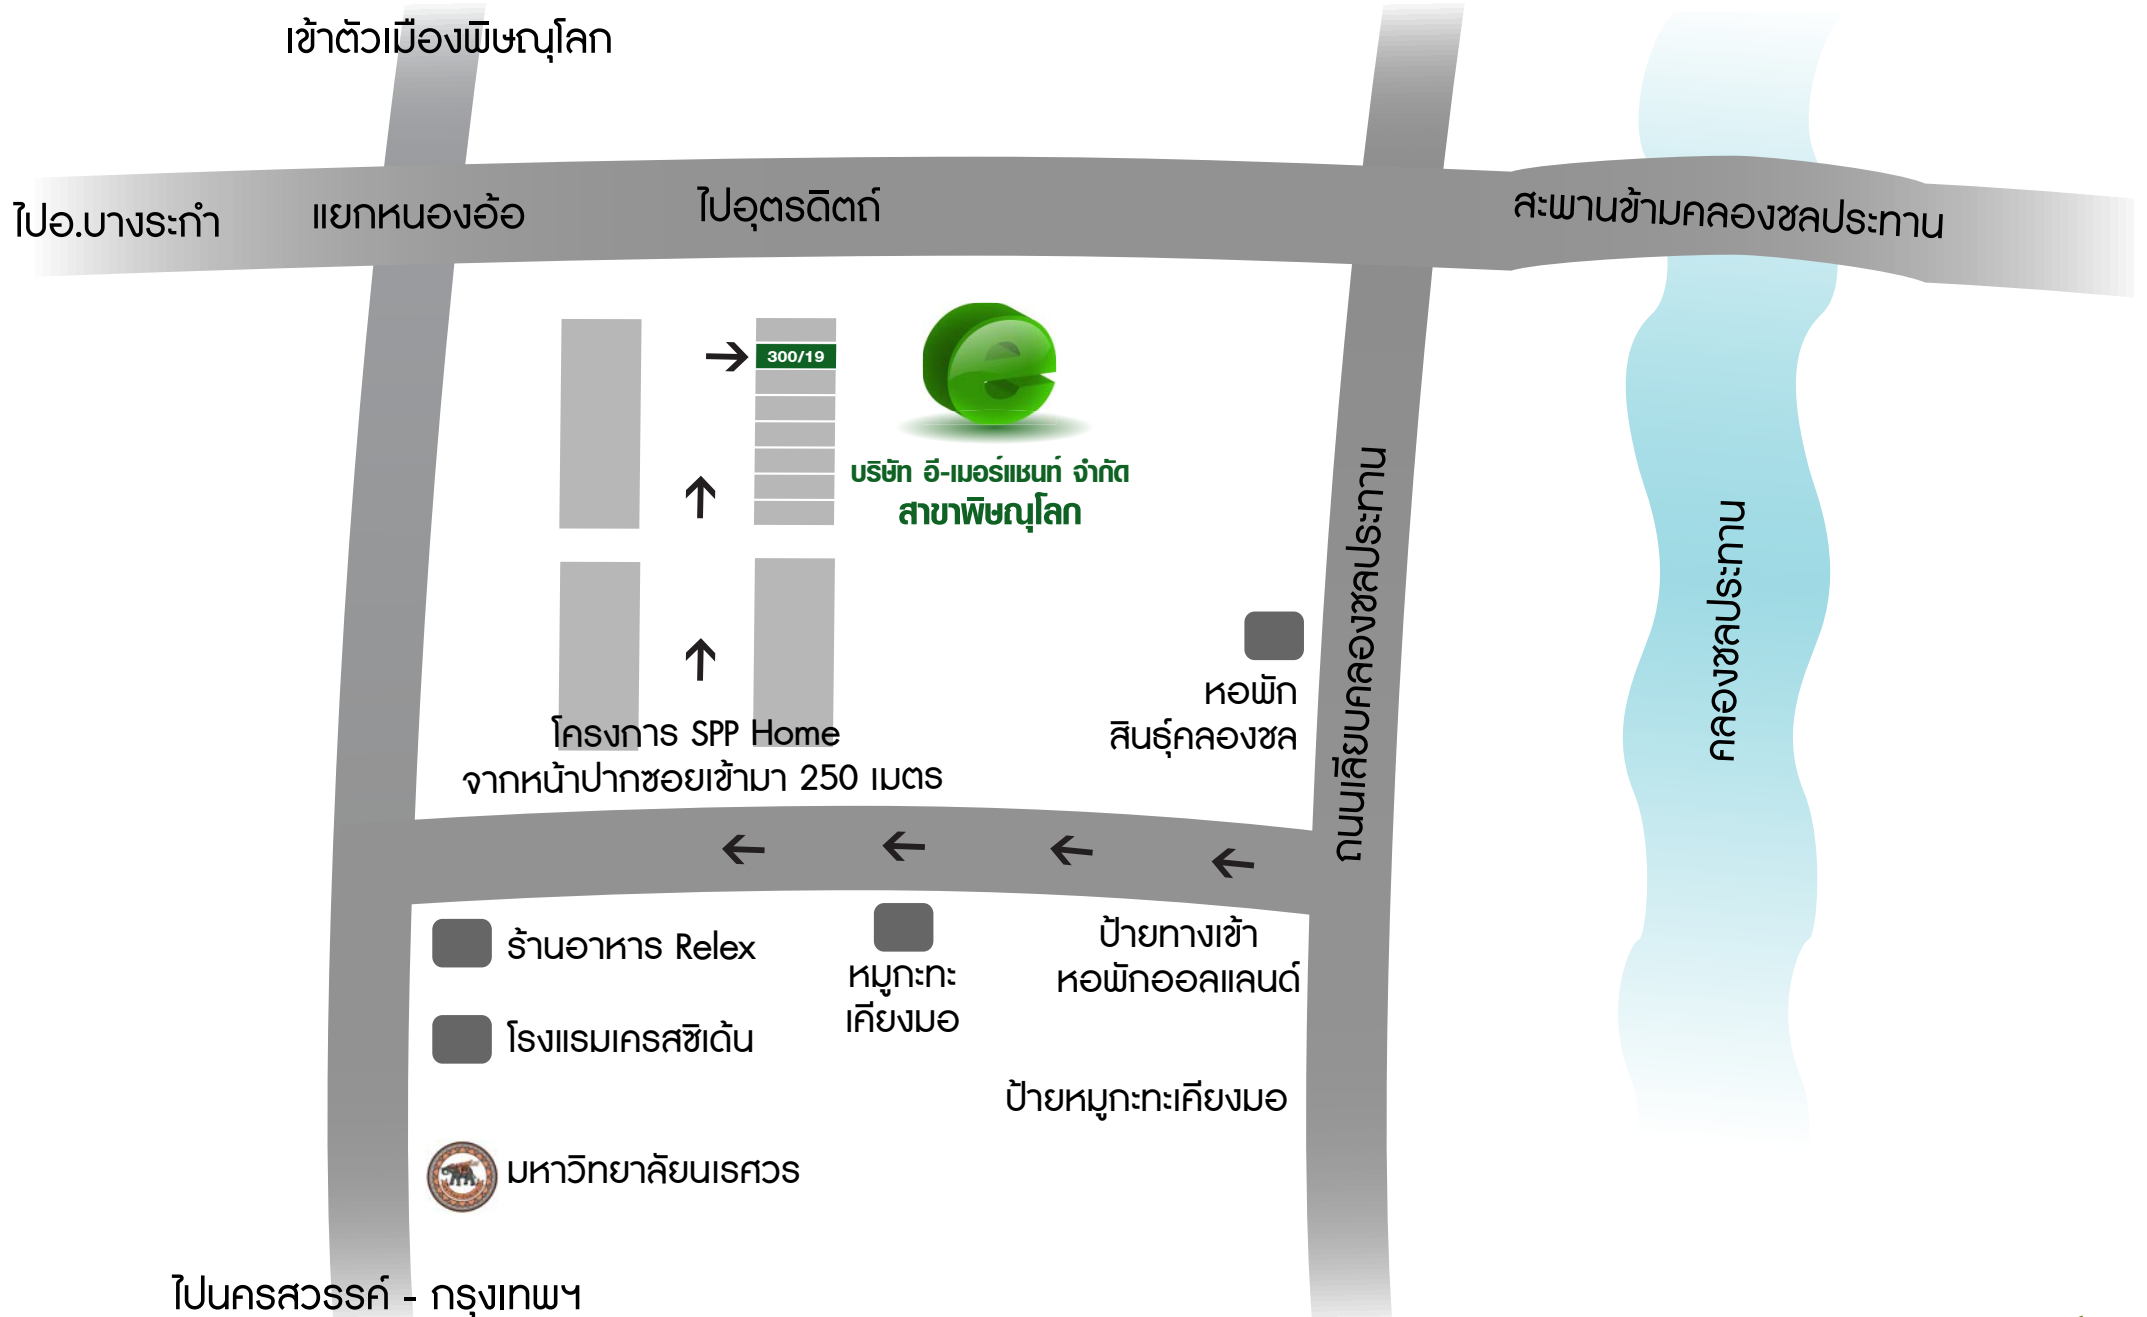 เข้าตัวเมืองพิษณุโลก
ไปอ.บางระกำ
แยกหนองอ้อ
ไปอุตรดิตถ์
สะพานข้ามคลองชลประทาน
300/19
บริษัท อี-เมอร์แชนท์ จำกัด
สาขาพิษณุโลก
ถนนเลียบคลองชลประทาน
คลองชลประทาน
หอพัก
สินธุ์คลองชล
โครงการ SPP Home
จากหน้าปากซอยเข้ามา 250 เมตร
ร้านอาหาร Relex
หมูกะทะ
เคียงมอ
ป้ายทางเข้า
หอพักออลแลนด์
โรงแรมเครสซิเด้น
ป้ายหมูกะทะเคียงมอ
มหาวิทยาลัยนเรศวร
ไปนครสวรรค์ - กรุงเทพฯ